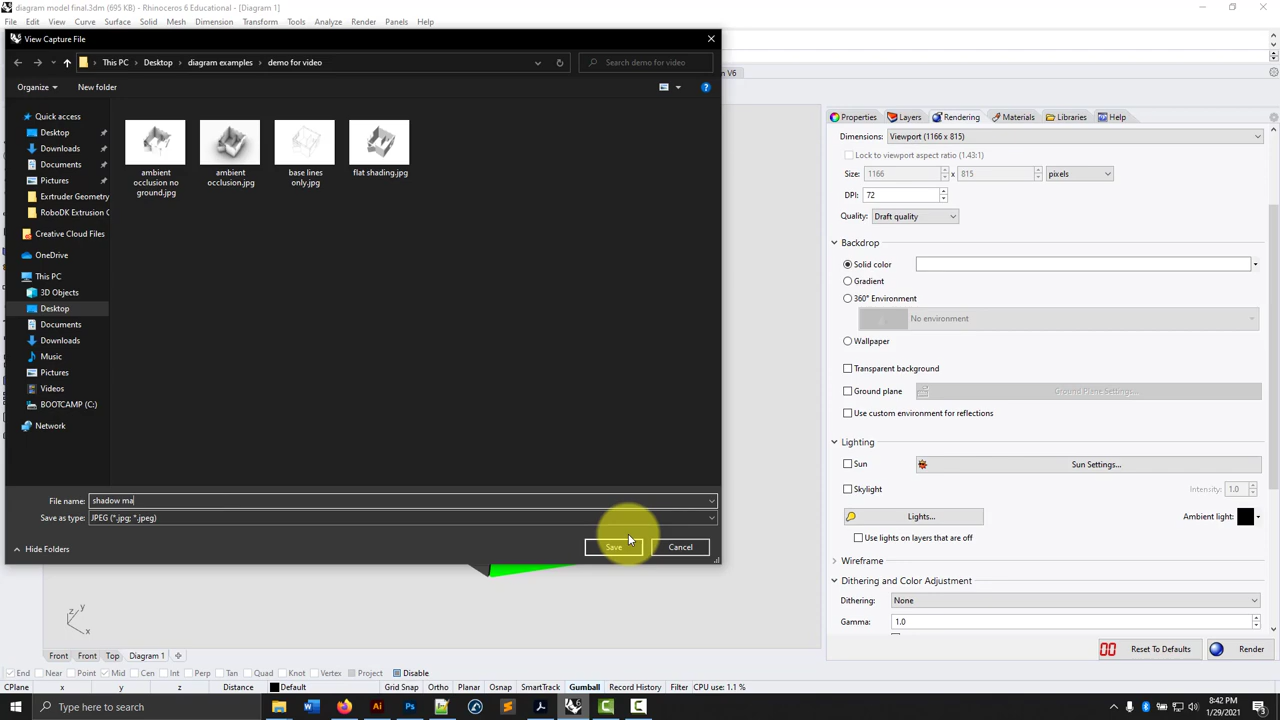 diagram model final.3dm (695 KB) - Rhinoceros 6 Educational - [Diagram 1]
File Edit View Curve Surface Solid Mesh Dimension Transform Tools Analyze Render Panels Help
View Capture File
This PC Desktop diagram examples demo for video Search demo for video
Organize New folder
Quick access
Desktop
Downloads
Documents
Pictures
Exrtruder Geometry
RoboDK Extrusion
Creative Cloud Files
OneDrive
This PC
3D Objects
Desktop
Documents
Downloads
Music
Pictures
Videos
BOOTCAMP (C:)
Network
ambient
occlusion no
ground.jpg
ambient
occlusion.jpg
base lines
only.jpg
flat shading.jpg
File name: shadow ma
Save as type: JPEG (*.jpg; *.jpeg)
Hide Folders Save Cancel
V6
Properties Layers Rendering Materials Libraries Help
Dimensions: Viewport (1166 x 815)
Lock to viewport aspect ratio (1.43:1)
Size: 1166 x 815 pixels
DPI: 72
Quality: Draft quality
Backdrop
Solid color
Gradient
360° Environment
No environment
Wallpaper
Transparent background
Ground plane Ground Plane Settings...
Use custom environment for reflections
Lighting
Sun Sun Settings...
Skylight Intensity: 1.0
Lights... Ambient light:
Use lights on layers that are off
Wireframe
Dithering and Color Adjustment
Dithering: None
Gamma: 1.0
Reset To Defaults Render
z y
x
Front Front Top Diagram 1
End Near Point Mid Cen Int Perp Tan Quad Knot Vertex Project Disable
CPlane x y z Distance Default Grid Snap Ortho Planar Osnap SmartTrack Gumball Record History Filter CPU use: 1.1 %
Type here to search
8:42 PM
1/29/2021